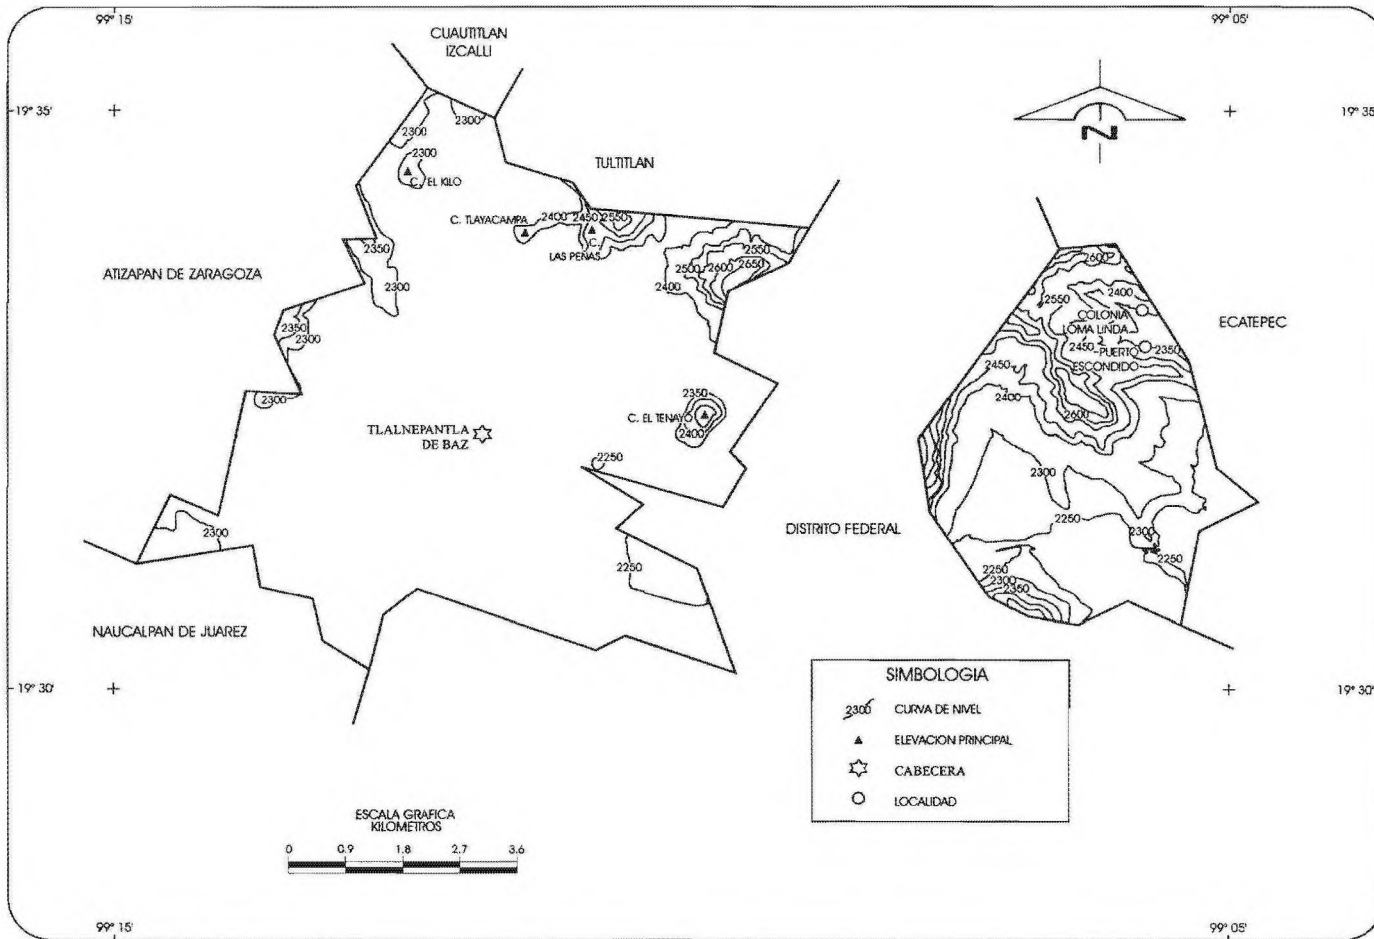 99° 15'
99° 05'
CUAUTITLAN
IZCALLI
19° 35'
19° 35'
2300
2300
2300
C. EL KILO
TULTITLAN
N
C. TLAYACAMPA
2400
2450
2550
C.
LAS PEÑAS
2350
2300
ATIZAPAN DE ZARAGOZA
2550
2500
2600
2650
2400
2600
2550
2400
COLONIA
LOMA LINDA
2450
PUERTO
ESCONDIDO
2350
ECATEPEC
2350
2300
2450
2400
2600
2300
2350
C. EL TENAYO
2400
TLALNEPANTLA
DE BAZ
2250
2300
2300
DISTRITO FEDERAL
2250
2300
2250
2250
2250
2300
2350
NAUCALPAN DE JUAREZ
19° 30'
19° 30'
SIMBOLOGIA
2300 CURVA DE NIVEL
ELEVACION PRINCIPAL
CABECERA
LOCALIDAD
ESCALA GRAFICA
KILOMETROS
0 0.9 1.8 2.7 3.6
99° 15'
99° 05'